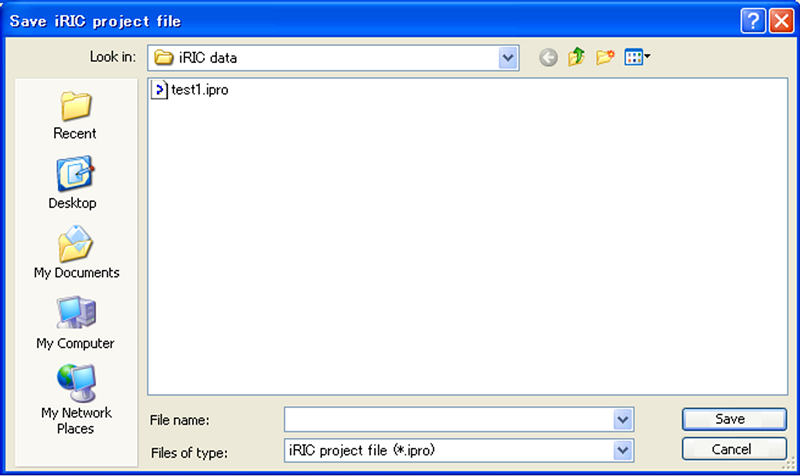 Save iRIC project file
Look in:
iRIC data
test1.ipro
Recent
Desktop
My Documents
My Computer
My Network
Places
File name:
Save
Files of type:
iRIC project file (*.ipro)
Cancel